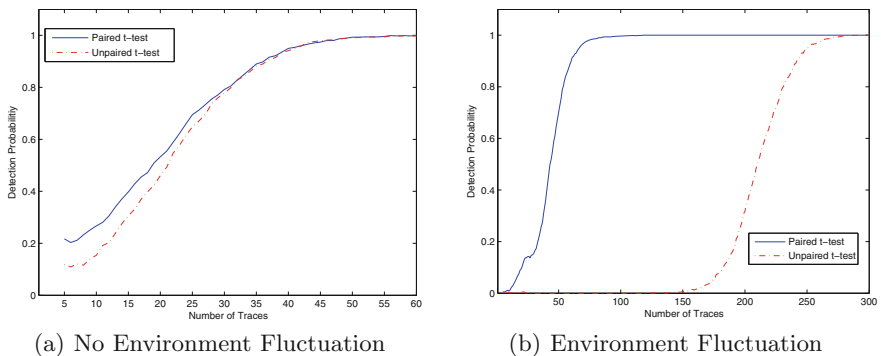 1
0.8
0.6
0.4
0.2
0
Detection Probability
5 10 15 20 25 30 35 40 45 50 55 60
Number of Traces
Paired t−test
Unpaired t−test
(a) No Environment Fluctuation
1
0.8
0.6
0.4
0.2
0
Detection Probability
50 100 150 200 250 300
Number of Traces
Paired t−test
Unpaired t−test
(b) Environment Fluctuation